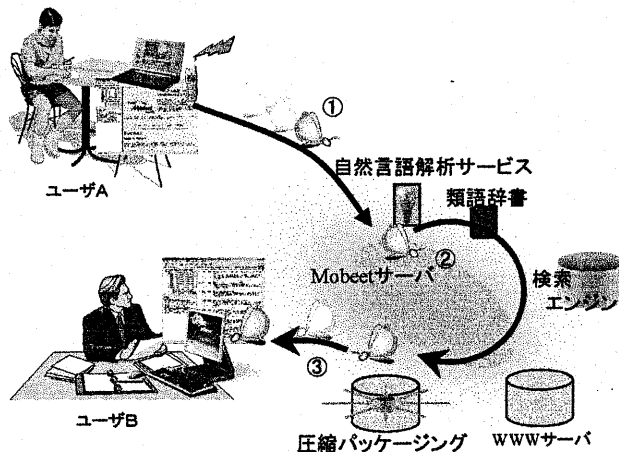 ①
自然言語解析サービス
類語辞書
ユーザA
②
Mobeetサーバ
検索
エンジン
③
ユーザB
圧縮パッケージング
WWWサーバ